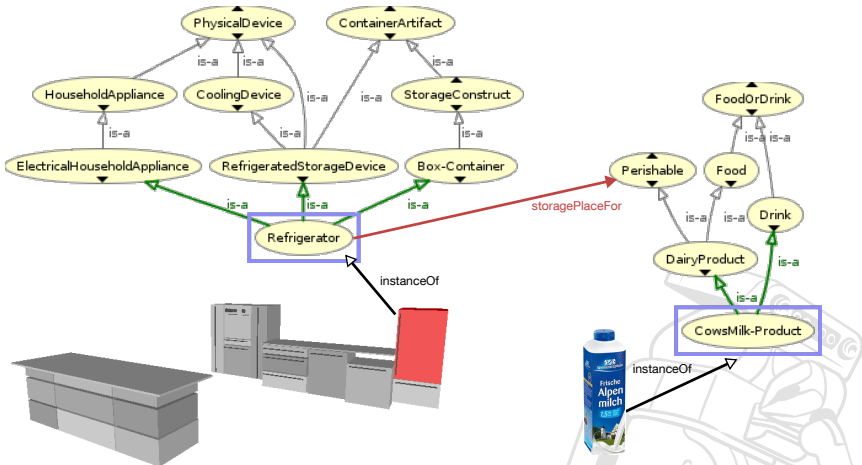 PhysicalDevice
ContainerArtifact
is-a
is-a
is-a
is-a
HouseholdAppliance
CoolingDevice
is-a
is-a
StorageConstruct
FoodOrDrink
is-a
is-a
is-a
is-a
is-a
ElectricalHouseholdAppliance
RefrigeratedStorageDevice
Box-Container
Perishable
Food
is-a
is-a
is-a
storagePlaceFor
is-a
is-a
Drink
Refrigerator
DairyProduct
is-a
instanceOf
is-a
CowsMilk-Product
instanceOf
Frische
Alpen
milch